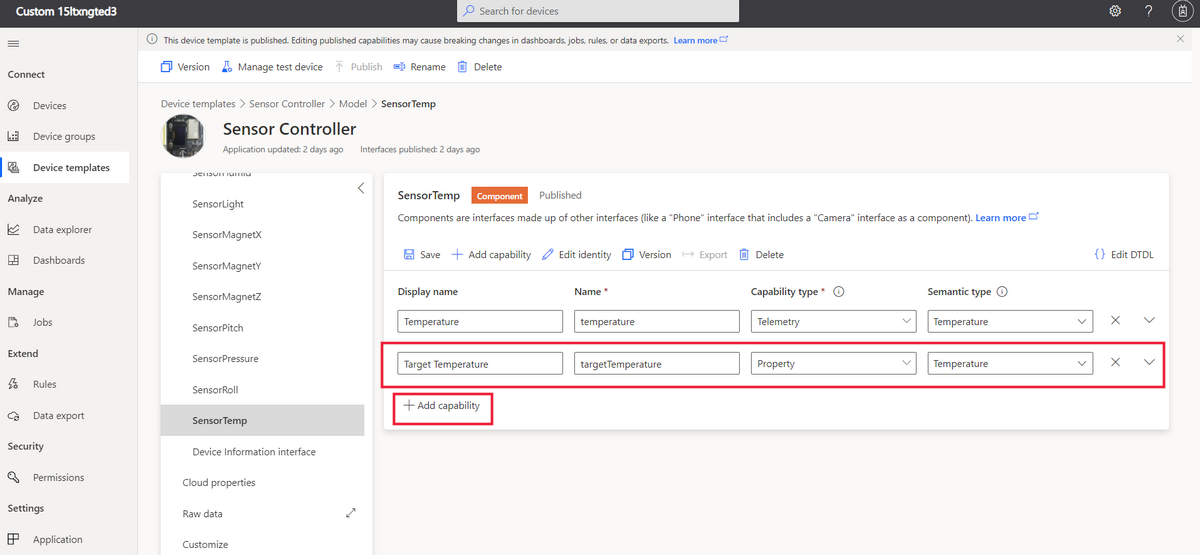 Custom 15ltxngted3
Search for devices
?
This device template is published. Editing published capabilities may cause breaking changes in dashboards, jobs, rules, or data exports. Learn more
Version Manage test device Publish Rename Delete
Connect
Devices
Device groups
Device templates
Analyze
Data explorer
Dashboards
Manage
Jobs
Extend
Rules
Data export
Security
Permissions
Settings
Application
Device templates > Sensor Controller > Model > SensorTemp
Sensor Controller
Application updated: 2 days ago Interfaces published: 2 days ago
SensorHumid
SensorLight
SensorMagnetX
SensorMagnetY
SensorMagnetZ
SensorPitch
SensorPressure
SensorRoll
SensorTemp
Device Information interface
Cloud properties
Raw data
Customize
SensorTemp Component Published
Components are interfaces made up of other interfaces (like a "Phone" interface that includes a "Camera" interface as a component). Learn more
Save + Add capability Edit identity Version Export Delete {} Edit DTDL
Display name Name * Capability type * Semantic type
Temperature temperature Telemetry Temperature
Target Temperature targetTemperature Property Temperature
+ Add capability